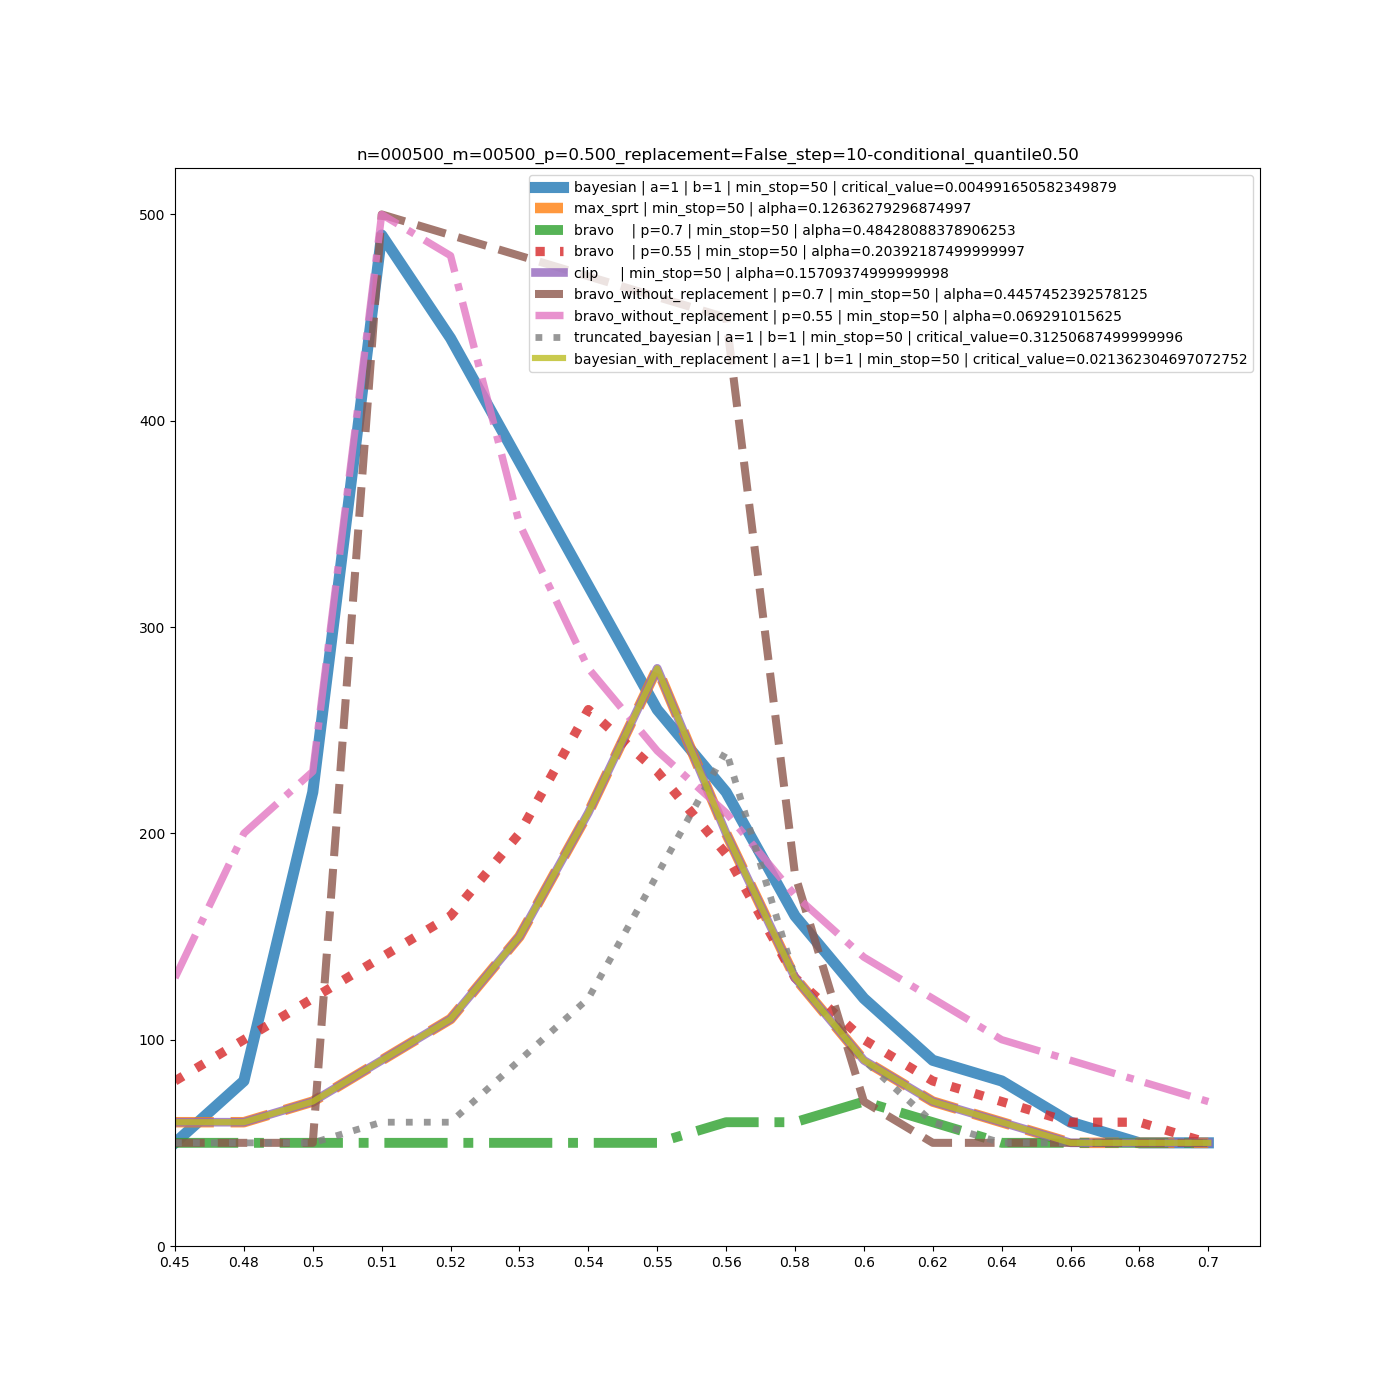 n=000500_m=00500_p=0.500_replacement=False_step=10-conditional_quantile0.50
bayesian | a=1 | b=1 | min_stop=50 | critical_value=0.004991650582349879
max_sprt | min_stop=50 | alpha=0.12636279296874997
bravo | p=0.7 | min_stop=50 | alpha=0.48428088378906253
bravo | p=0.55 | min_stop=50 | alpha=0.20392187499999997
clip | min_stop=50 | alpha=0.15709374999999998
bravo_without_replacement | p=0.7 | min_stop=50 | alpha=0.4457452392578125
bravo_without_replacement | p=0.55 | min_stop=50 | alpha=0.069291015625
truncated_bayesian | a=1 | b=1 | min_stop=50 | critical_value=0.31250687499999996
bayesian_with_replacement | a=1 | b=1 | min_stop=50 | critical_value=0.021362304697072752
500
400
300
200
100
0
0.45 0.48 0.5 0.51 0.52 0.53 0.54 0.55 0.56 0.58 0.6 0.62 0.64 0.66 0.68 0.7